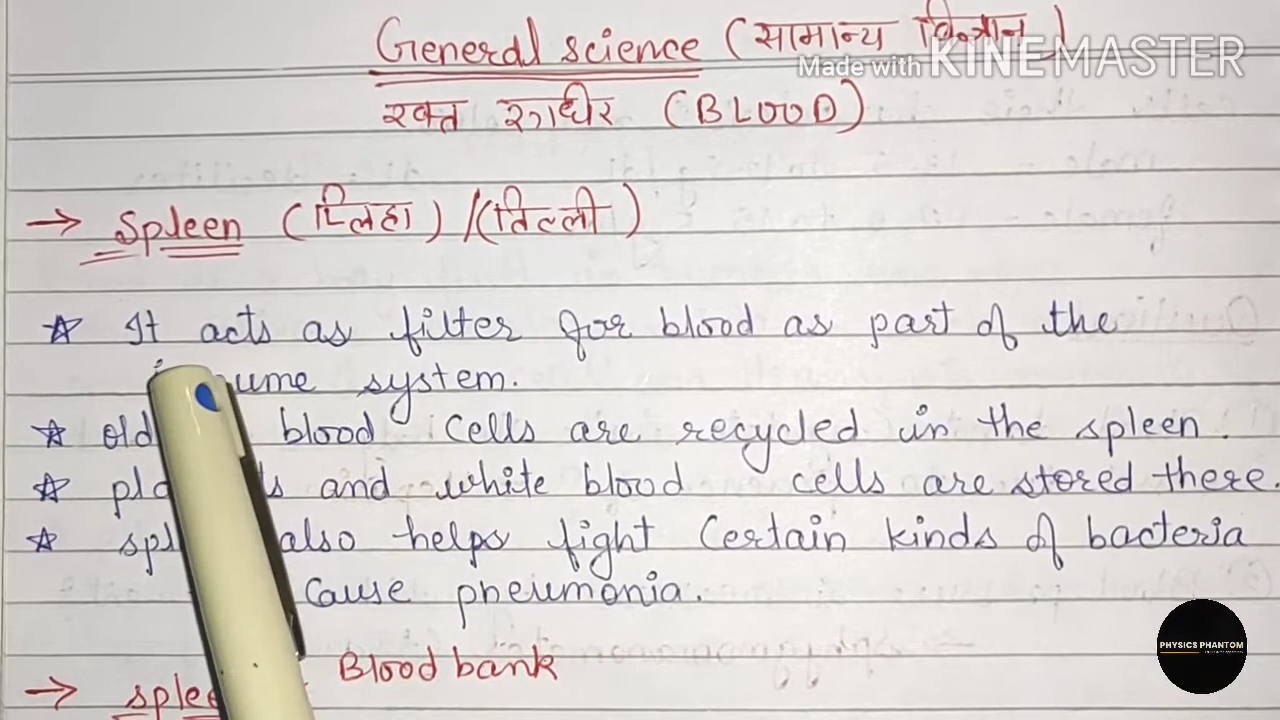 General science (सामान्य विज्ञान)
Made with KINEMASTER
रक्त (BLOOD)
→ Spleen (प्लिहा) / (तिल्ली)
☆ It acts as filter for blood as part of the
system.
☆ old blood cells are recycled in the spleen.
☆ and white blood cells are stored there.
☆ also helps fight certain kinds of bacteria
cause pneumonia.
Blood bank
→
PHYSICS PHANTOM